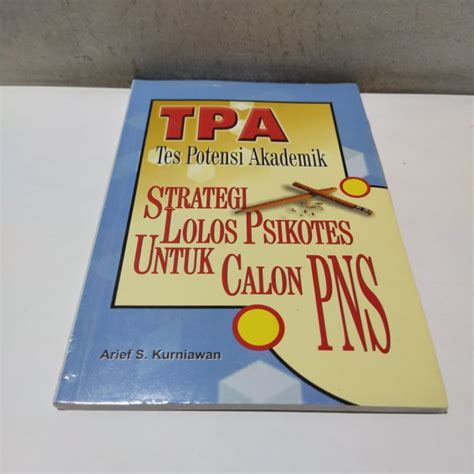 TPA
Tes Potensi Akademik
STRATEGI
LOLOS PSIKOTES
UNTUK CALON PNS
Arief S. Kurniawan